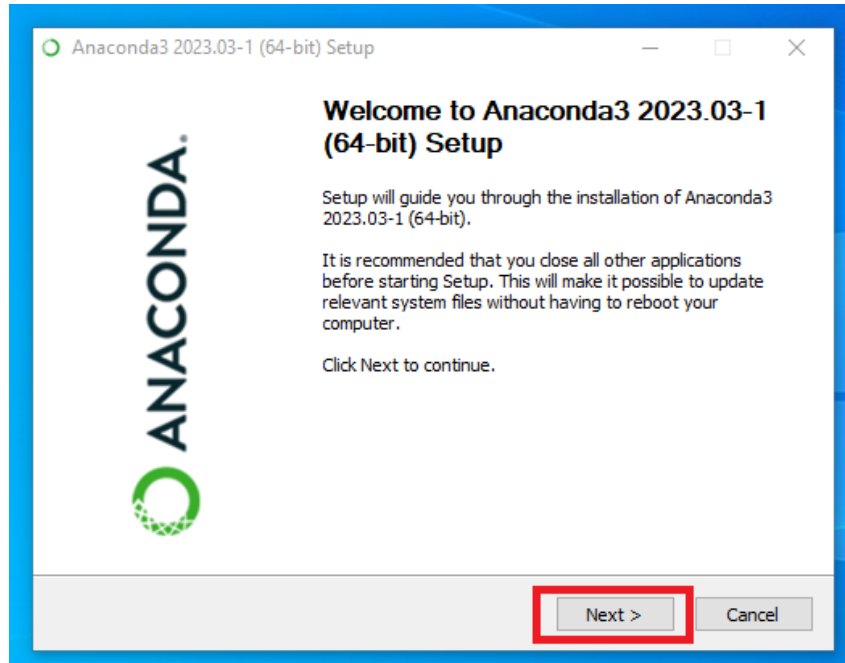 Anaconda3 2023.03-1 (64-bit) Setup
Welcome to Anaconda3 2023.03-1
(64-bit) Setup
Setup will guide you through the installation of Anaconda3
2023.03-1 (64-bit).
It is recommended that you close all other applications
before starting Setup. This will make it possible to update
relevant system files without having to reboot your
computer.
Click Next to continue.
ANACONDA.
Next >
Cancel